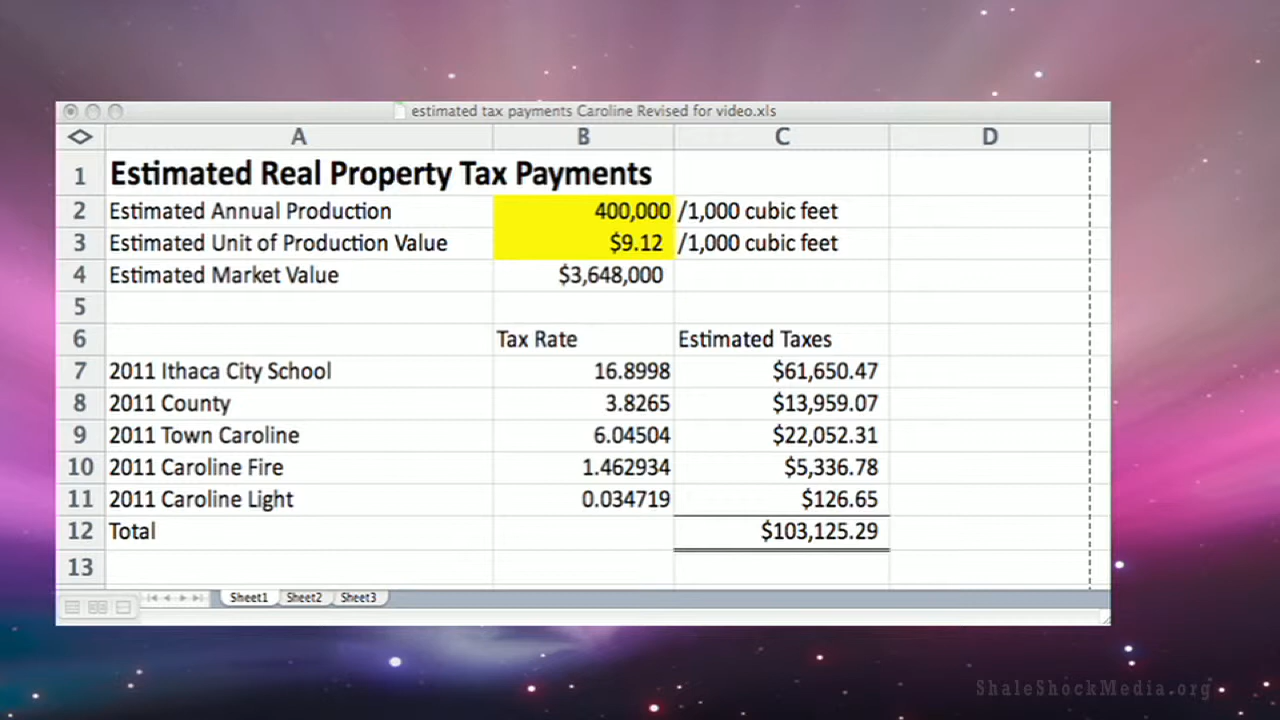 estimated tax payments Caroline Revised for video.xls
A B C D
1 Estimated Real Property Tax Payments
2 Estimated Annual Production 400,000 /1,000 cubic feet
3 Estimated Unit of Production Value $9.12 /1,000 cubic feet
4 Estimated Market Value $3,648,000
5
6 Tax Rate Estimated Taxes
7 2011 Ithaca City School 16.8998 $61,650.47
8 2011 County 3.8265 $13,959.07
9 2011 Town Caroline 6.04504 $22,052.31
10 2011 Caroline Fire 1.462934 $5,336.78
11 2011 Caroline Light 0.034719 $126.65
12 Total $103,125.29
13
Sheet1 Sheet2 Sheet3
ShaleShockMedia.org